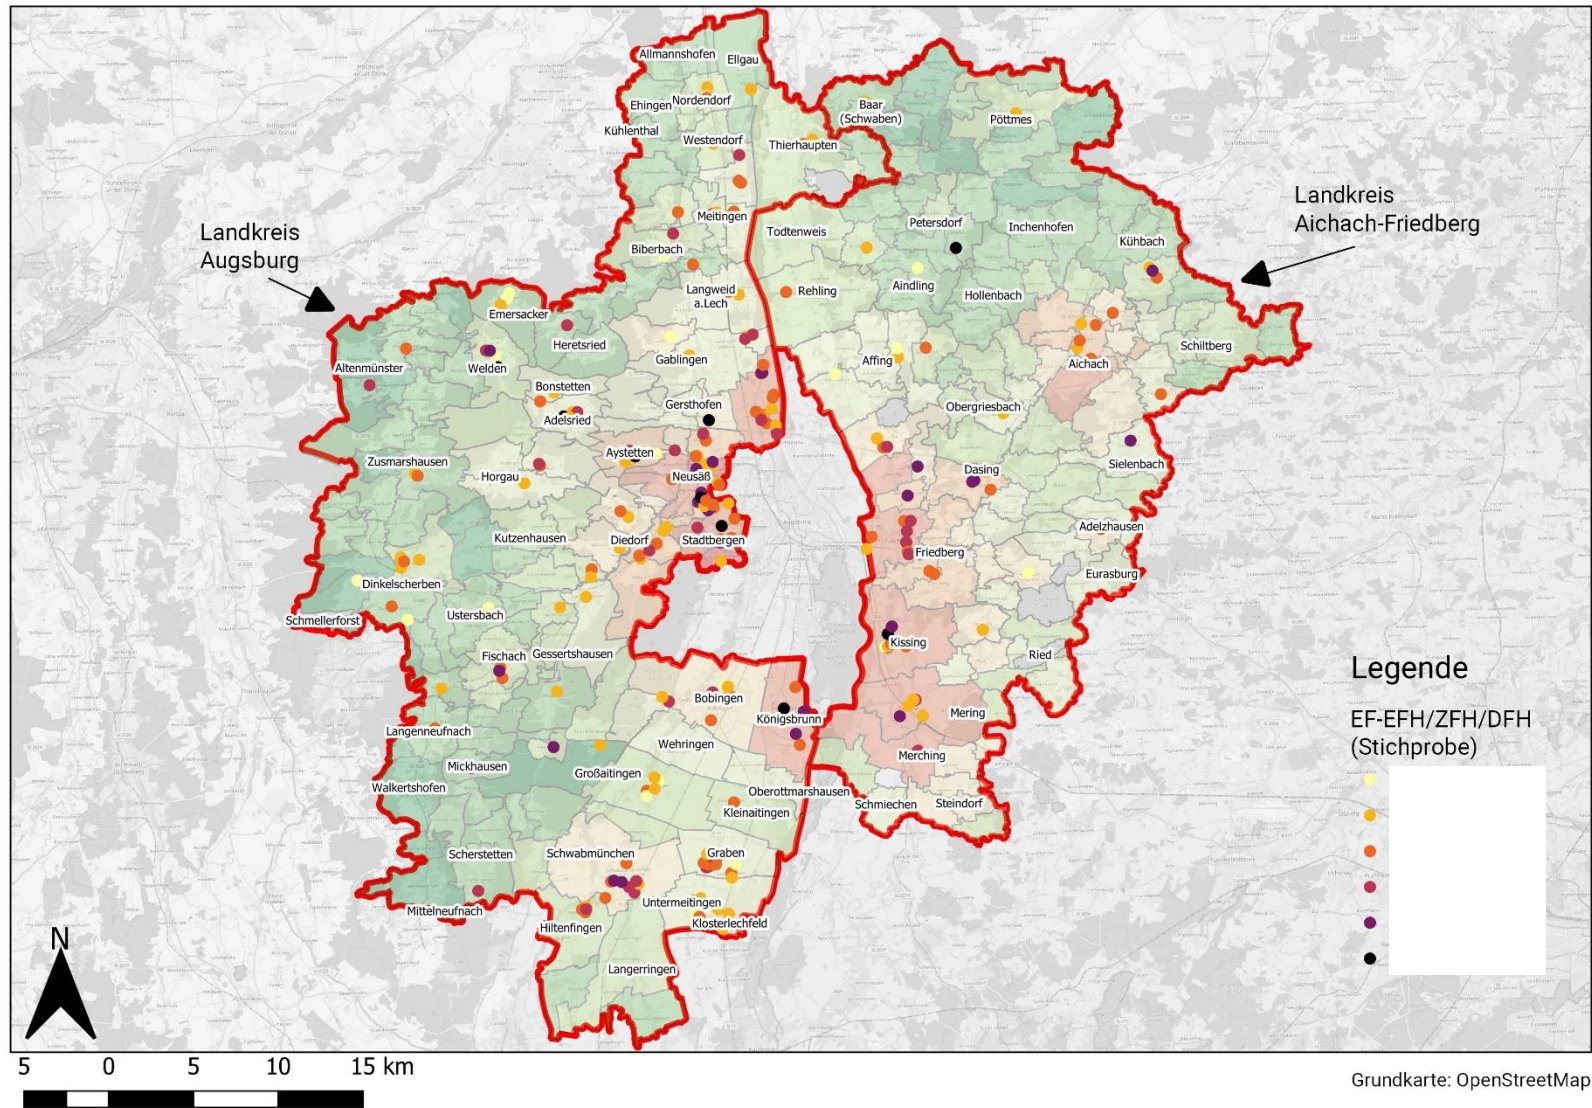 Allmannshofen
Ellgau
Ehingen
Nordendorf
Kühlenthal
Westendorf
Thierhaupten
Baar
(Schwaben)
Pöttmes
Landkreis
Augsburg
Landkreis
Aichach-Friedberg
Meitingen
Biberbach
Todtenweis
Petersdorf
Inchenhofen
Kühbach
Langweid
a.Lech
Rehling
Aindling
Hollenbach
Emersacker
Heretsried
Gablingen
Affing
Aichach
Schiltberg
Altenmünster
Welden
Bonstetten
Adelsried
Gersthofen
Obergriesbach
Zusmarshausen
Horgau
Aystetten
Neusäß
Dasing
Sielenbach
Kutzenhausen
Diedorf
Stadtbergen
Augsburg
Friedberg
Adelzhausen
Eurasburg
Dinkelscherben
Ustersbach
Schmellerforst
Fischach
Gessertshausen
Kissing
Ried
Bobingen
Königsbrunn
Mering
Merching
Langenneufnach
Mickhausen
Walkertshofen
Wehringen
Großaitingen
Oberottmarshausen
Kleinaitingen
Schmiechen
Steindorf
Scherstetten
Schwabmünchen
Graben
Mittelneufnach
Untermeitingen
Hiltenfingen
Klosterlechfeld
Langerringen
Legende
EF-EFH/ZFH/DFH
(Stichprobe)
N
5 0 5 10 15 km
Grundkarte: OpenStreetMap